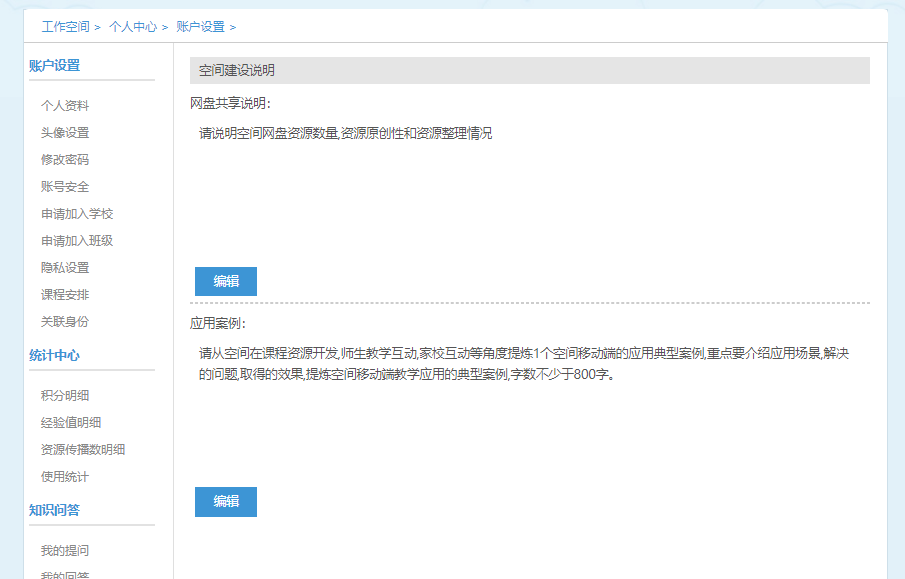 工作空间 > 个人中心 > 账户设置 >
账户设置
个人资料
头像设置
修改密码
账号安全
申请加入学校
申请加入班级
隐私设置
课程安排
关联身份
统计中心
积分明细
经验值明细
资源传播数明细
使用统计
知识问答
我的提问
我的回答
空间建设说明
网盘共享说明：
请说明空间网盘资源数量,资源原创性和资源整理情况
编辑
应用案例：
请从空间在课程资源开发,师生教学互动,家校互动等角度提炼1个空间移动端的应用典型案例,重点要介绍应用场景,解决
的问题,取得的效果,提炼空间移动端教学应用的典型案例,字数不少于800字。
编辑